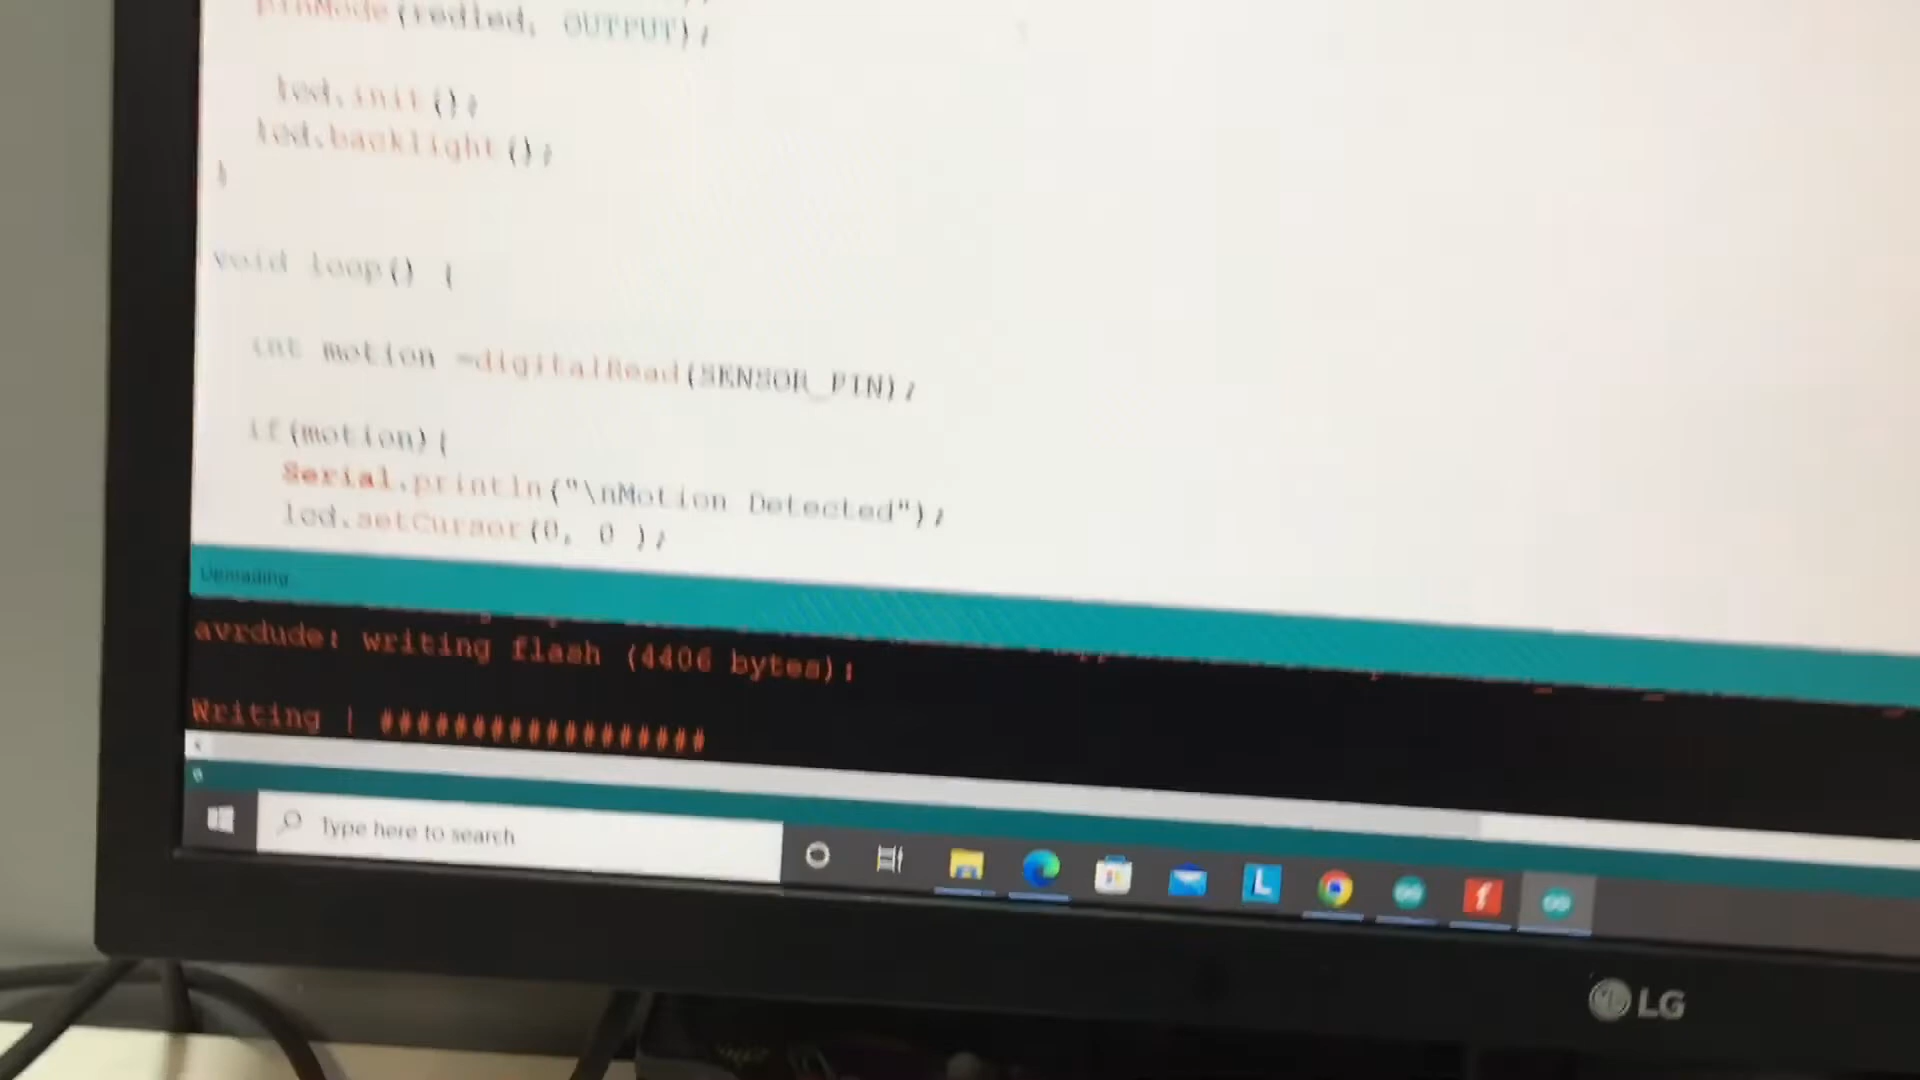 pinMode(redled, OUTPUT);
lcd.init();
lcd.backlight();
}
void loop() {
int motion =digitalRead(SENSOR_PIN);
if(motion){
Serial.println("\nMotion Detected");
lcd.setCursor(0, 0 );
Uploading...
avrdude: writing flash (4406 bytes):
Writing | ##################
Type here to search
L
LG